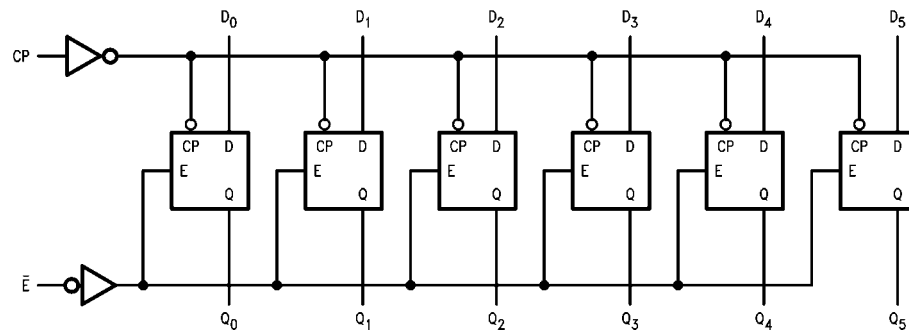 D₀ D₁ D₂ D₃ D₄ D₅
CP
CP D CP D CP D CP D CP D CP D
E E E E E E
Q Q Q Q Q Q
Ē
Q₀ Q₁ Q₂ Q₃ Q₄ Q₅